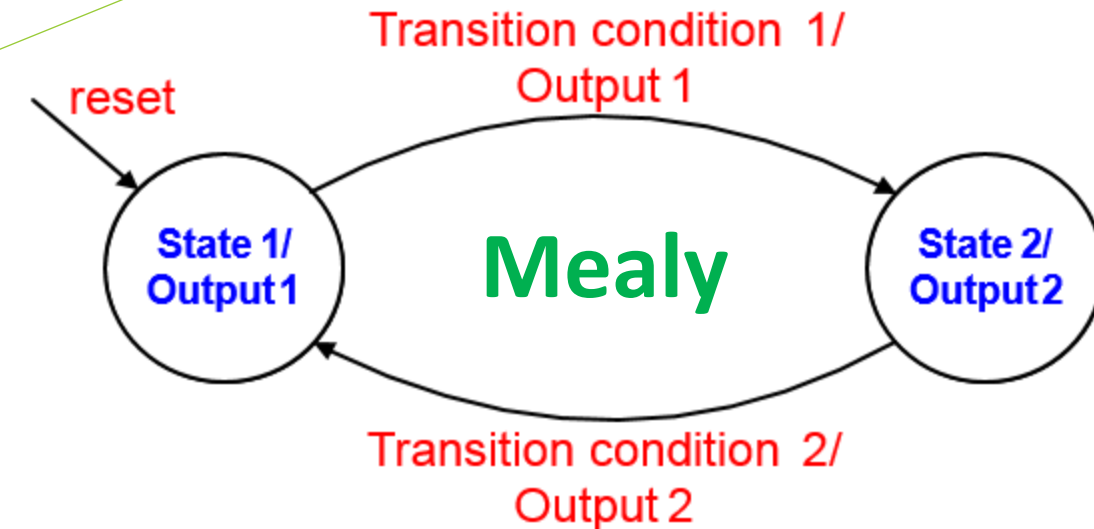 Transition condition 1/
Output 1
reset
State 1/
Output 1
Mealy
State 2/
Output 2
Transition condition 2/
Output 2